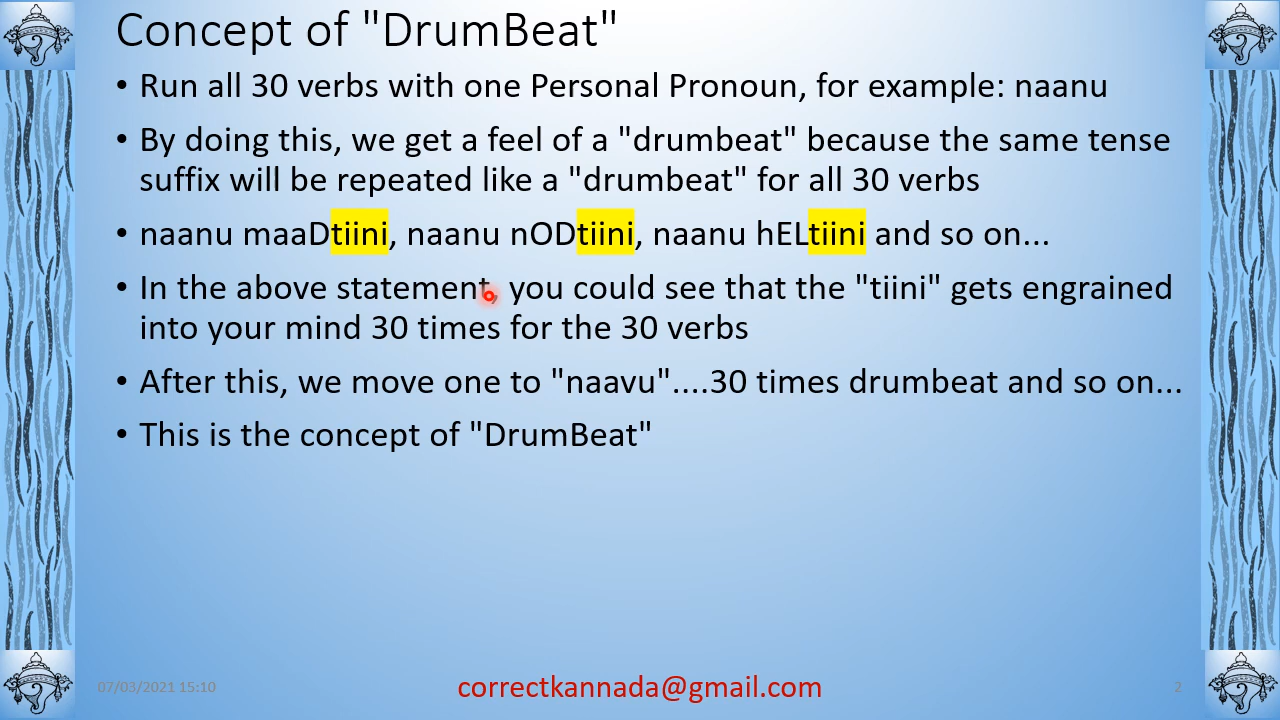 Concept of "DrumBeat"
• Run all 30 verbs with one Personal Pronoun, for example: naanu
• By doing this, we get a feel of a "drumbeat" because the same tense
suffix will be repeated like a "drumbeat" for all 30 verbs
• naanu maaDtiini, naanu nODtiini, naanu hELtiini and so on...
• In the above statement, you could see that the "tiini" gets engrained
into your mind 30 times for the 30 verbs
• After this, we move one to "naavu"....30 times drumbeat and so on...
• This is the concept of "DrumBeat"
07/03/2021 15:10
correctkannada@gmail.com
2